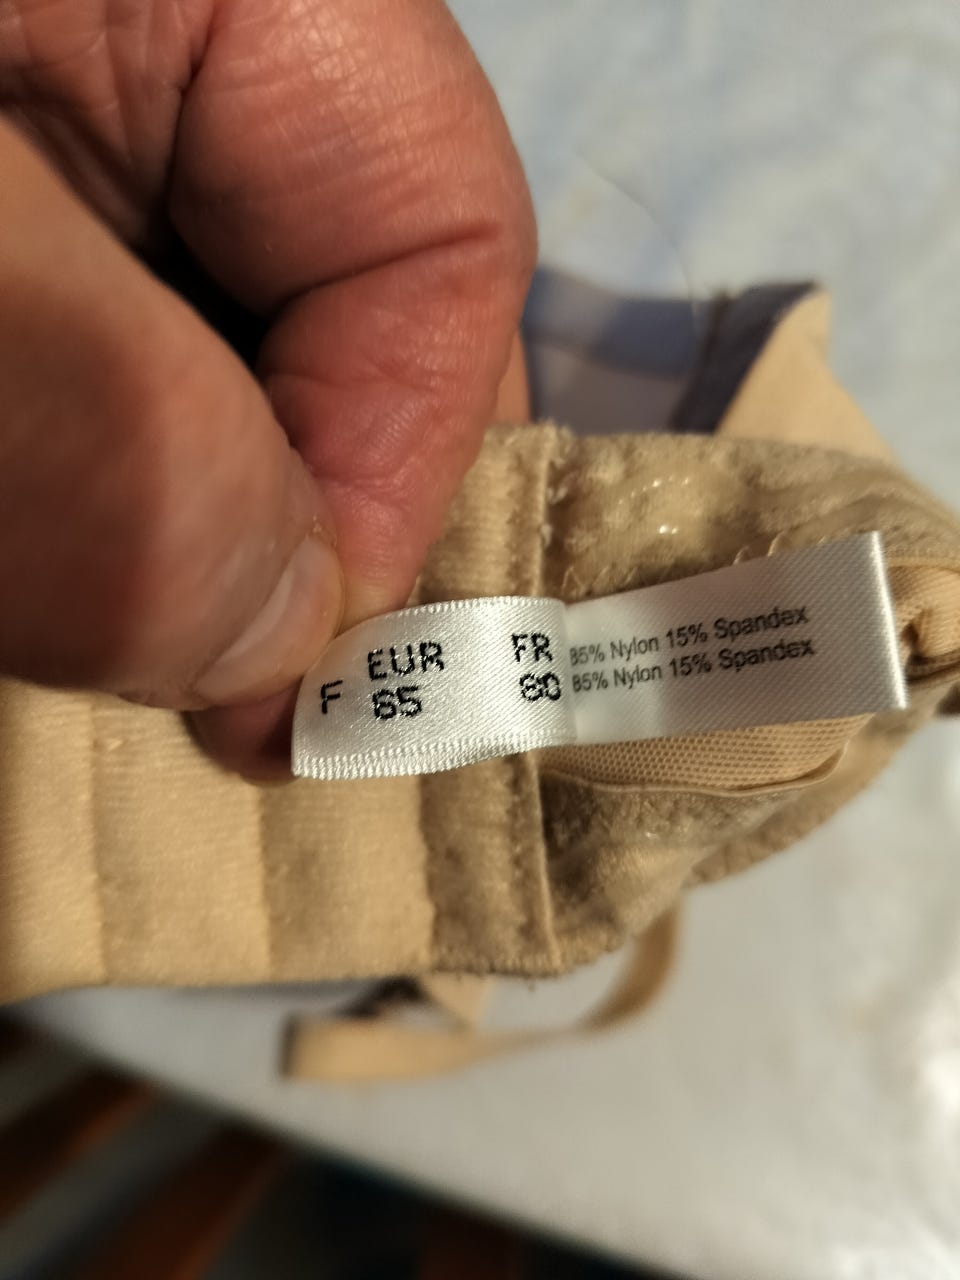 EUR FR
F 65 80
85% Nylon 15% Spandex
85% Nylon 15% Spandex